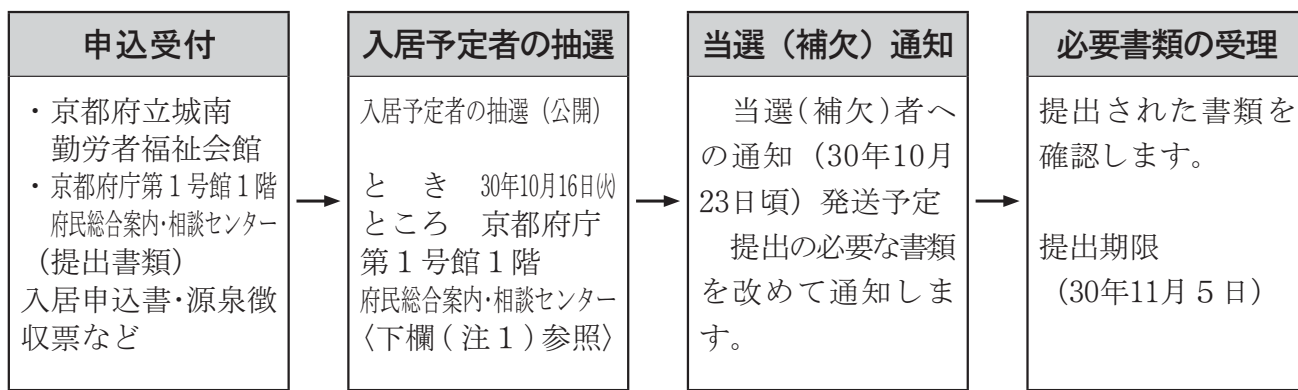 申込受付
・京都府立城南
勤労者福祉会館
・京都府庁第１号館１階
府民総合案内・相談センター
（提出書類）
入居申込書・源泉徴
収票など
入居予定者の抽選
入居予定者の抽選（公開）
と　き　30年10月16日㈫
ところ　京都府庁
第１号館１階
府民総合案内・相談センター
〈下欄(注１)参照〉
当選（補欠）通知
当選(補欠)者へ
の通知（30年10月
23日頃）発送予定
提出の必要な書類
を改めて通知しま
す。
必要書類の受理
提出された書類を
確認します。
提出期限
（30年11月５日）